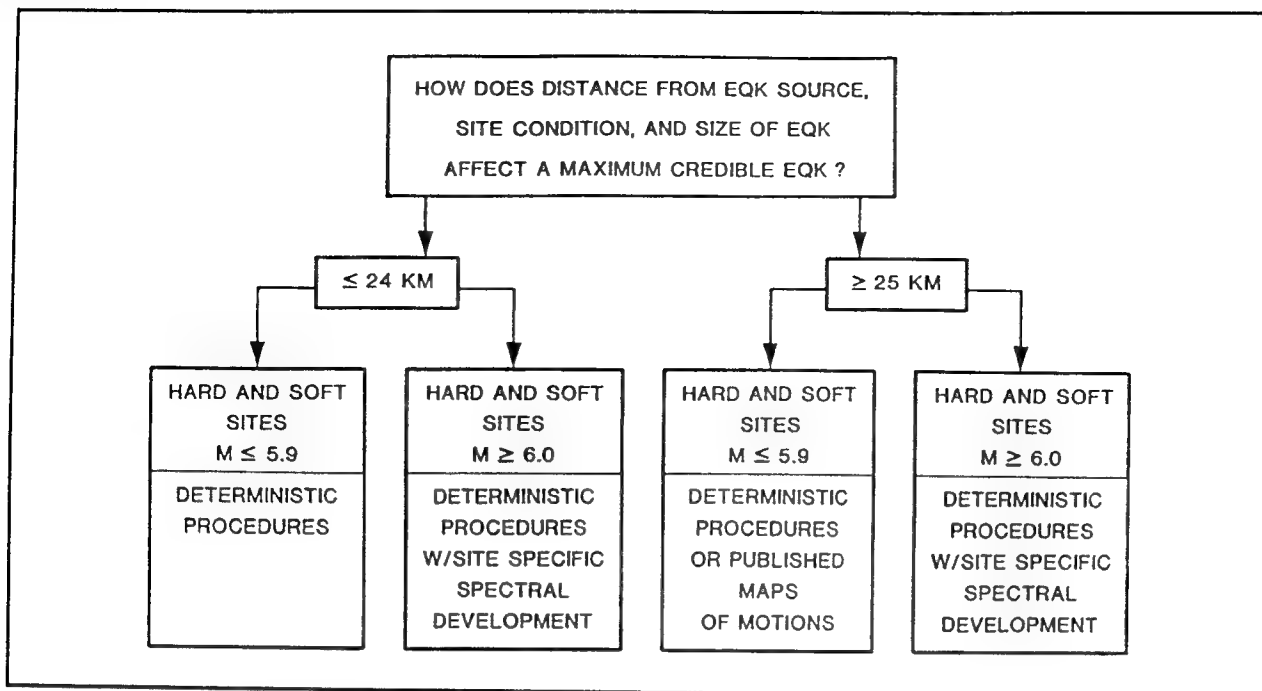 HOW DOES DISTANCE FROM EQK SOURCE,
SITE CONDITION, AND SIZE OF EQK
AFFECT A MAXIMUM CREDIBLE EQK ?
≤ 24 KM
≥ 25 KM
HARD AND SOFT
SITES
M ≤ 5.9
DETERMINISTIC
PROCEDURES
HARD AND SOFT
SITES
M ≥ 6.0
DETERMINISTIC
PROCEDURES
W/SITE SPECIFIC
SPECTRAL
DEVELOPMENT
HARD AND SOFT
SITES
M ≤ 5.9
DETERMINISTIC
PROCEDURES
OR PUBLISHED
MAPS
OF MOTIONS
HARD AND SOFT
SITES
M ≥ 6.0
DETERMINISTIC
PROCEDURES
W/SITE SPECIFIC
SPECTRAL
DEVELOPMENT